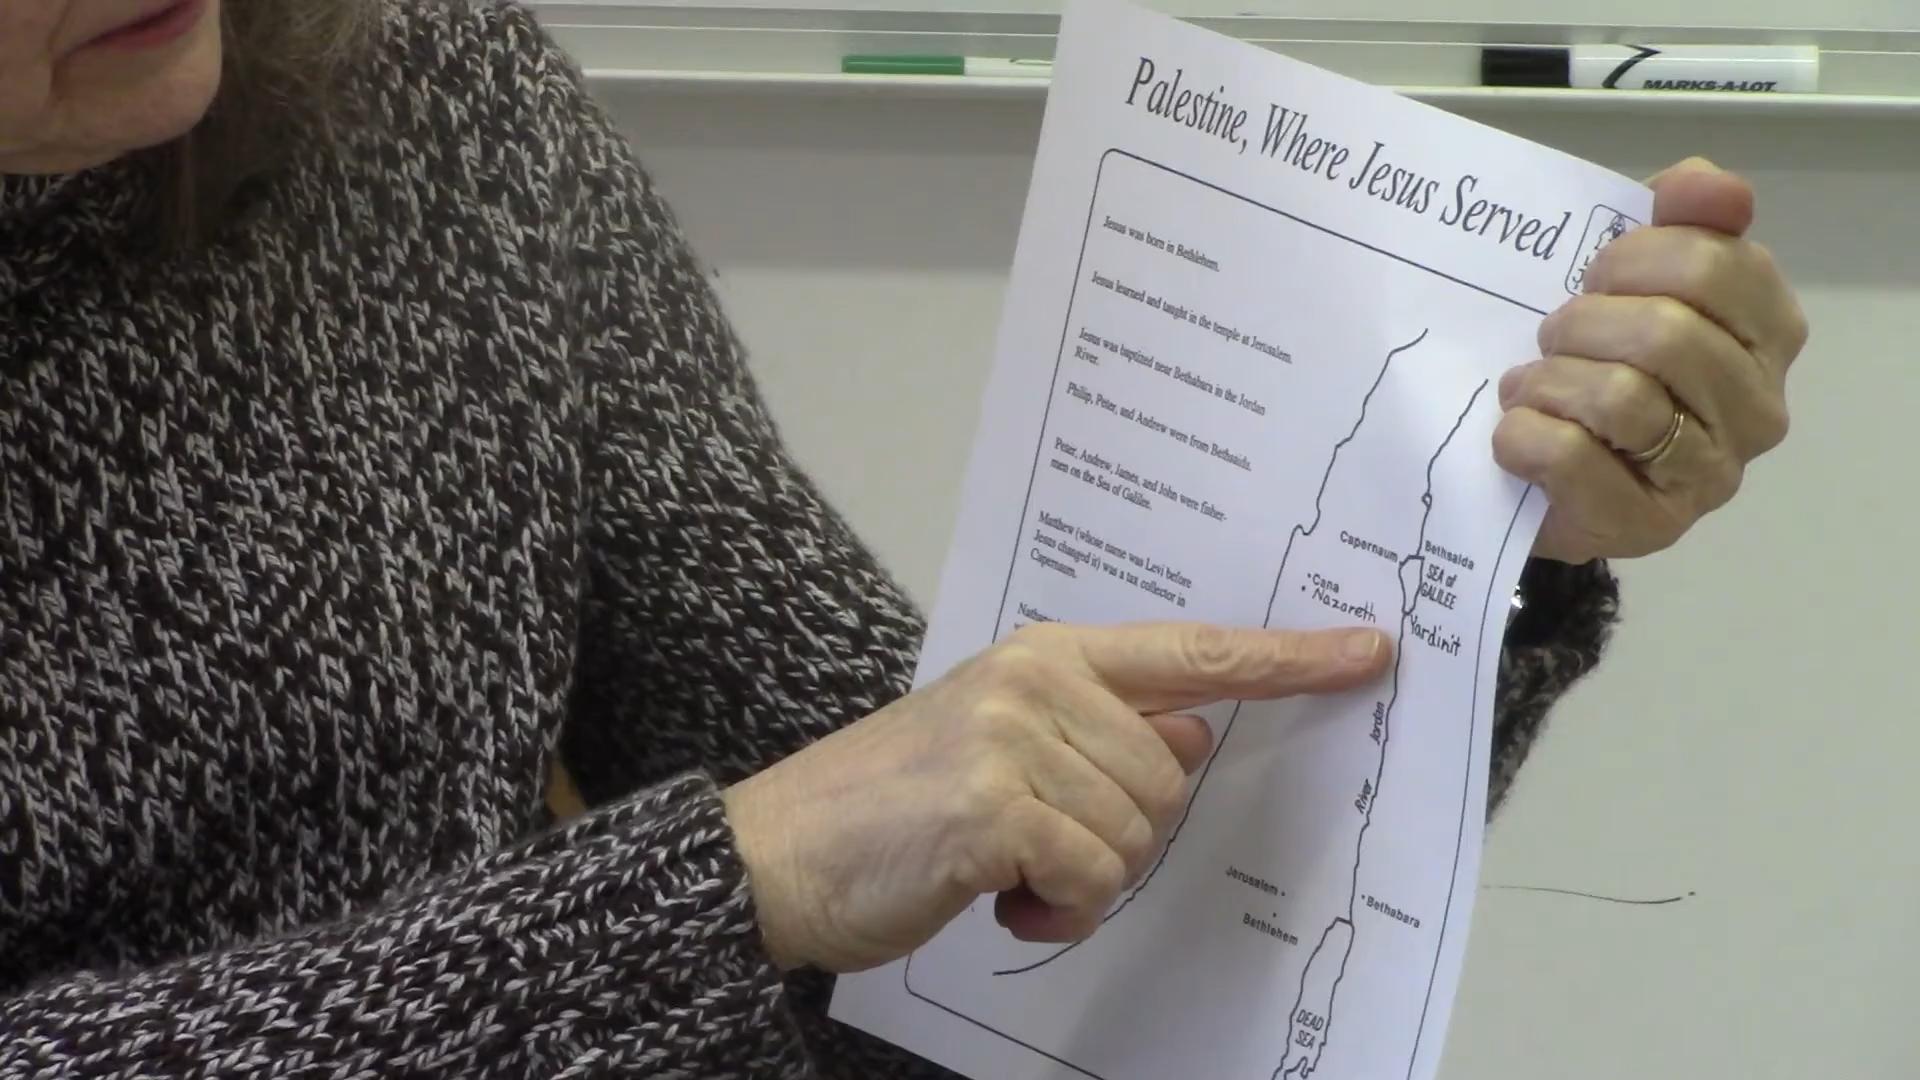 MARKS-A-LOT
Palestine, Where Jesus Served
Jesus was born in Bethlehem.
Jesus learned and taught in the temple at Jerusalem.
Jesus was baptized near Bethabara in the Jordan
River.
Philip, Peter, and Andrew were from Bethsaida.
Peter, Andrew, James, and John were fisher-
men on the Sea of Galilee.
Matthew (whose name was Levi before
Jesus changed it) was a tax collector in
Capernaum.
Capernaum
Bethsaida
SEA of
GALILEE
Cana
Nazareth
Yardinit
Jordan
River
Jerusalem
Bethlehem
Bethabara
DEAD
SEA